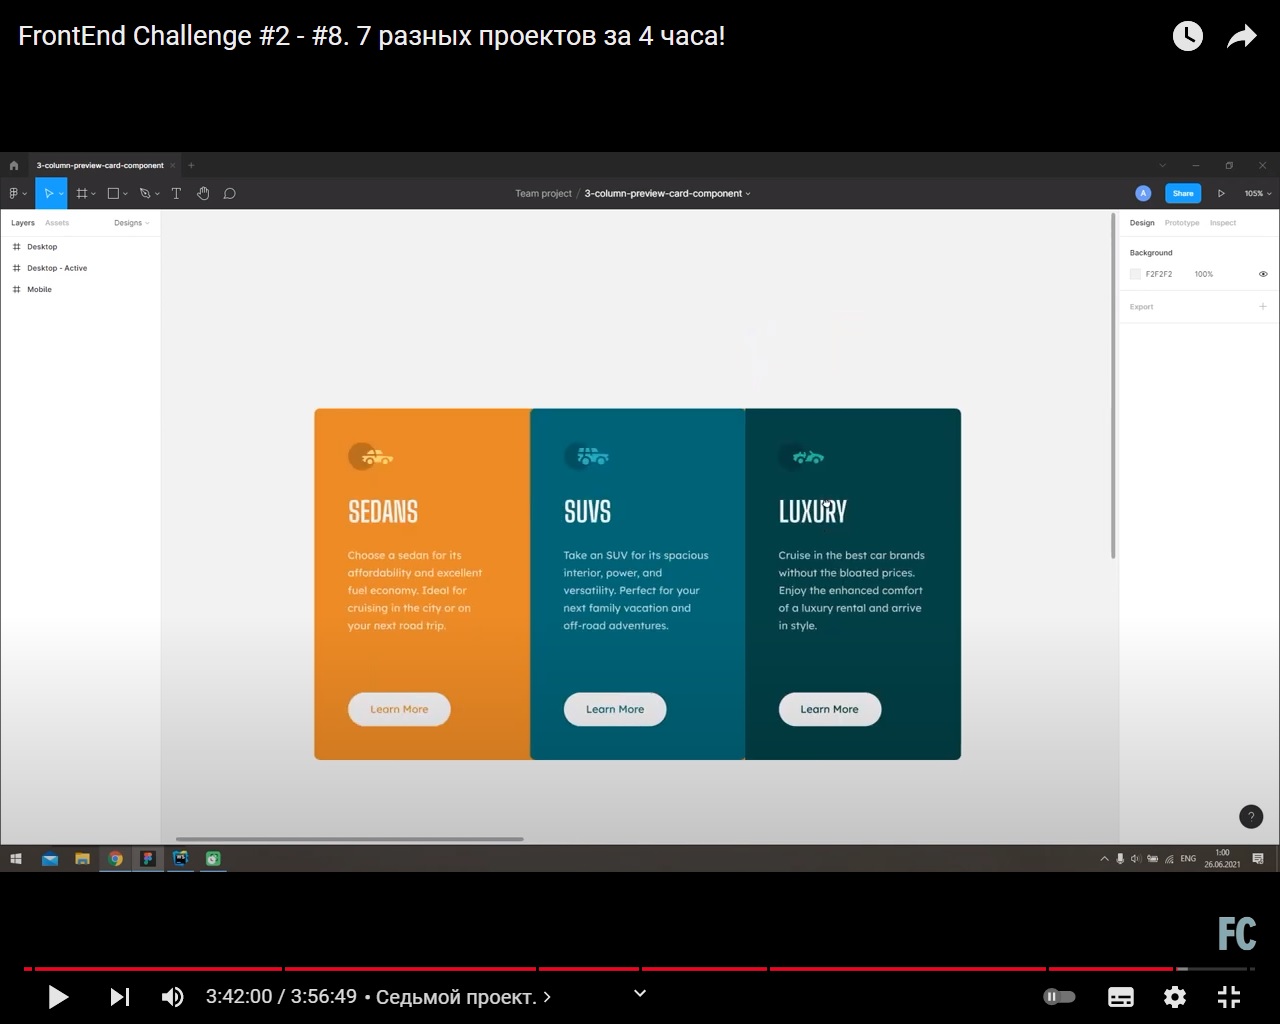 FrontEnd Challenge #2 - #8. 7 разных проектов за 4 часа!
3-column-preview-card-component
Team project / 3-column-preview-card-component
A
Share
105%
Layers
Assets
Designs
Design
Prototype
Inspect
Desktop
Desktop - Active
Mobile
Background
F2F2F2
100%
Export
SEDANS
Choose a sedan for its
affordability and excellent
fuel economy. Ideal for
cruising in the city or on
your next road trip.
Learn More
SUVS
Take an SUV for its spacious
interior, power, and
versatility. Perfect for your
next family vacation and
off-road adventures.
Learn More
LUXURY
Cruise in the best car brands
without the bloated prices.
Enjoy the enhanced comfort
of a luxury rental and arrive
in style.
Learn More
?
ENG
1:00
26.06.2021
FC
3:42:00 / 3:56:49 • Седьмой проект.